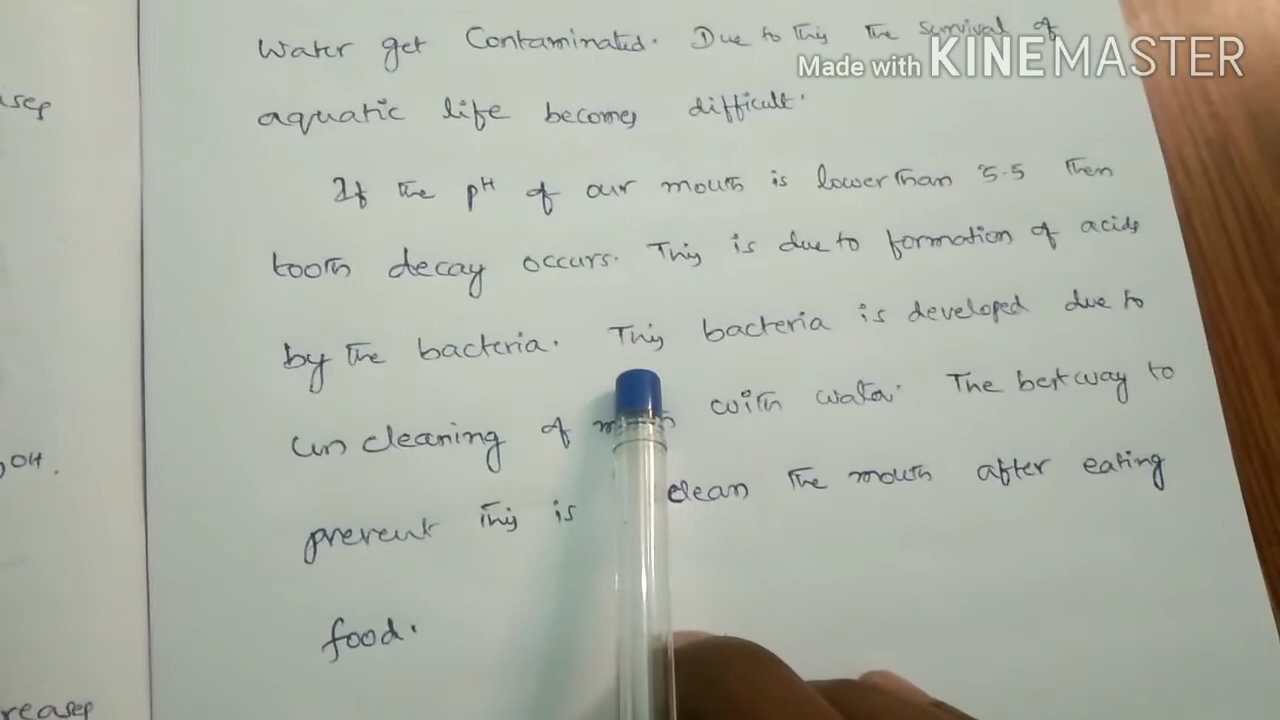 Water get Contaminated. Due to this the survival of
Made with KINEMASTER
aquatic life becomes difficult.
If the pH of our mouth is lower than 5.5 then
tooth decay occurs. This is due to formation of acids
by the bacteria. This bacteria is developed due to
un cleaning of with water. The best way to
prevent this is clean the mouth after eating
food.
OH.